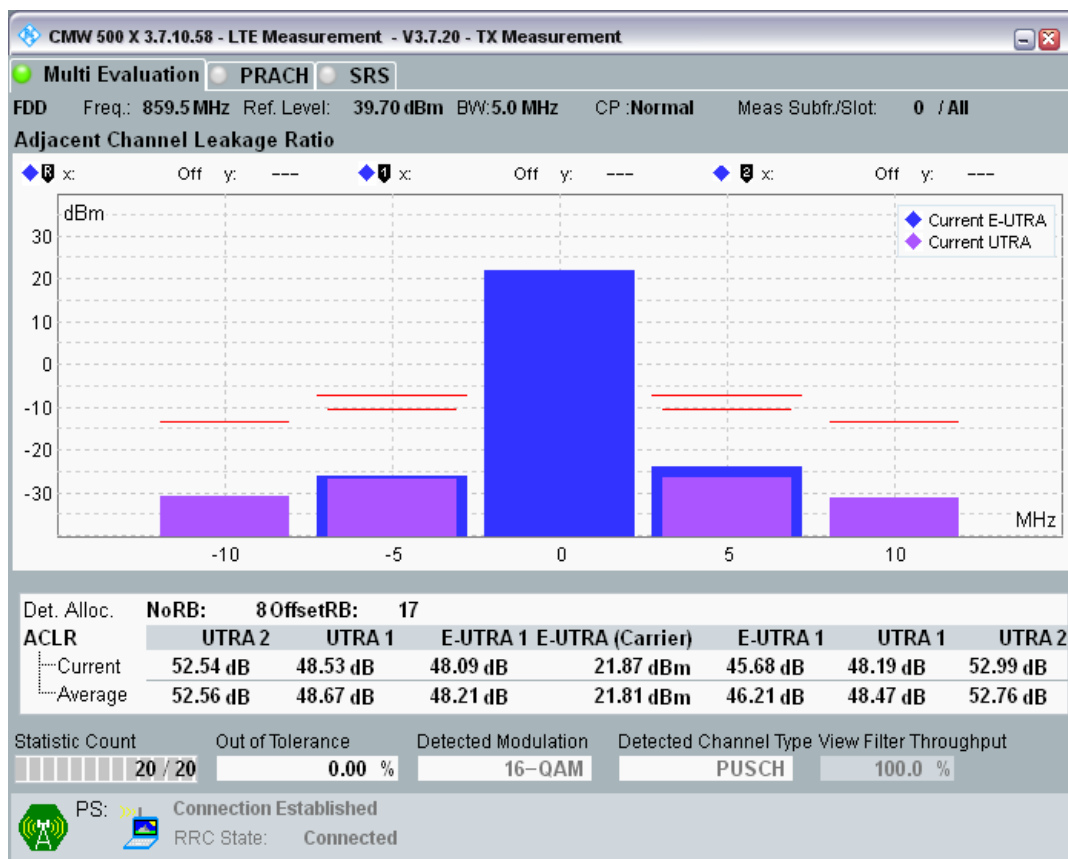 CMW 500 X 3.7.10.58 - LTE Measurement - V3.7.20 - TX Measurement
Multi Evaluation PRACH SRS
FDD Freq.: 859.5 MHz Ref. Level: 39.70 dBm BW:5.0 MHz CP :Normal Meas Subfr./Slot: 0 / All
Adjacent Channel Leakage Ratio
R x: Off y: --- 1 x: Off y: --- 2 x: Off y: ---
dBm
Current E-UTRA
Current UTRA
30
20
10
0
-10
-20
-30
MHz
-10 -5 0 5 10
Det. Alloc. NoRB: 8 OffsetRB: 17
ACLR UTRA 2 UTRA 1 E-UTRA 1 E-UTRA (Carrier) E-UTRA 1 UTRA 1 UTRA 2
Current 52.54 dB 48.53 dB 48.09 dB 21.87 dBm 45.68 dB 48.19 dB 52.99 dB
Average 52.56 dB 48.67 dB 48.21 dB 21.81 dBm 46.21 dB 48.47 dB 52.76 dB
Statistic Count Out of Tolerance Detected Modulation Detected Channel Type View Filter Throughput
20 / 20 0.00 % 16-QAM PUSCH 100.0 %
PS: Connection Established
RRC State: Connected